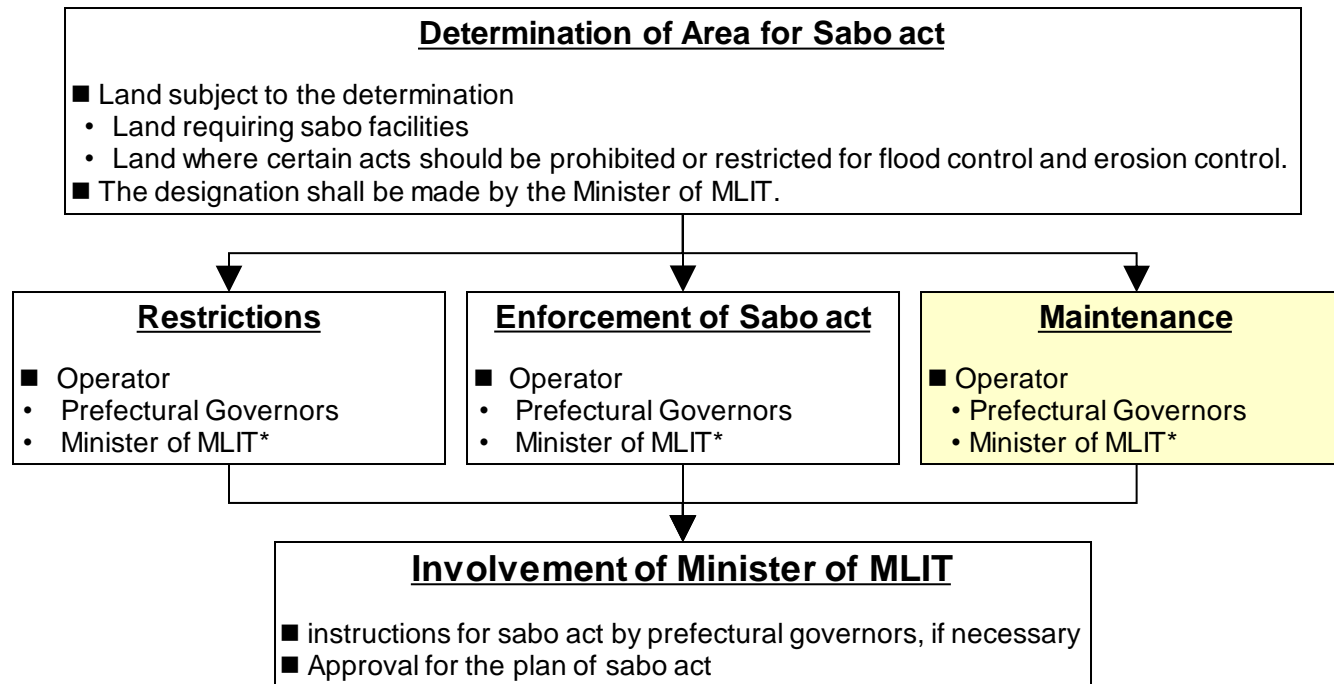 Determination of Area for Sabo act
■ Land subject to the determination
• Land requiring sabo facilities
• Land where certain acts should be prohibited or restricted for flood control and erosion control.
■ The designation shall be made by the Minister of MLIT.
Restrictions
■ Operator
• Prefectural Governors
• Minister of MLIT*
Enforcement of Sabo act
■ Operator
• Prefectural Governors
• Minister of MLIT*
Maintenance
■ Operator
• Prefectural Governors
• Minister of MLIT*
Involvement of Minister of MLIT
■ instructions for sabo act by prefectural governors, if necessary
■ Approval for the plan of sabo act